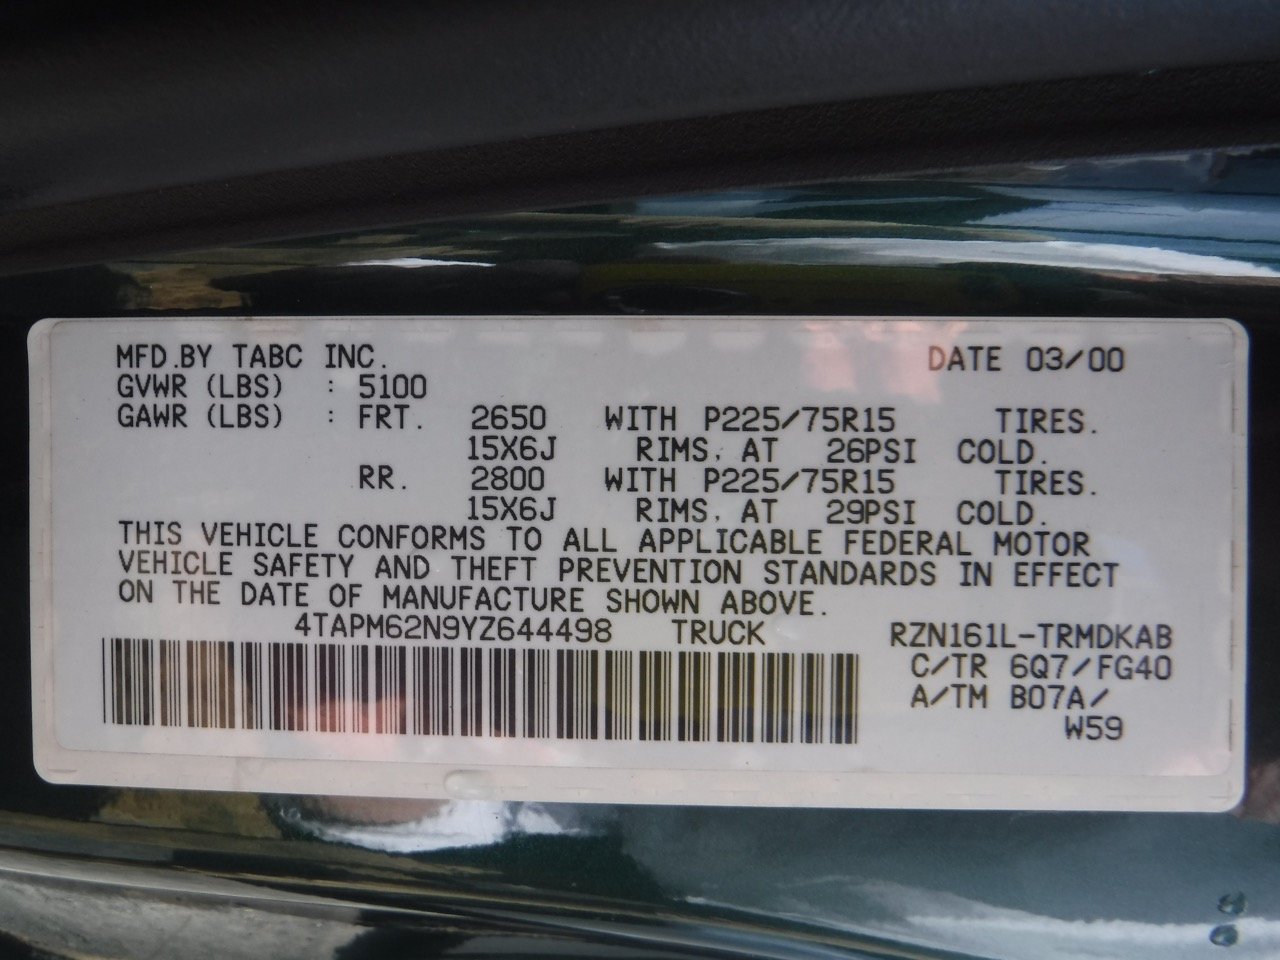 MFD.BY TABC INC. DATE 03/00
GVWR (LBS) : 5100
GAWR (LBS) : FRT. 2650 WITH P225/75R15 TIRES.
15X6J RIMS, AT 26PSI COLD.
RR. 2800 WITH P225/75R15 TIRES.
15X6J RIMS, AT 29PSI COLD.
THIS VEHICLE CONFORMS TO ALL APPLICABLE FEDERAL MOTOR
VEHICLE SAFETY AND THEFT PREVENTION STANDARDS IN EFFECT
ON THE DATE OF MANUFACTURE SHOWN ABOVE.
4TAPM62N9YZ644498 TRUCK RZN161L-TRMDKAB
C/TR 6Q7/FG40
A/TM B07A/
W59